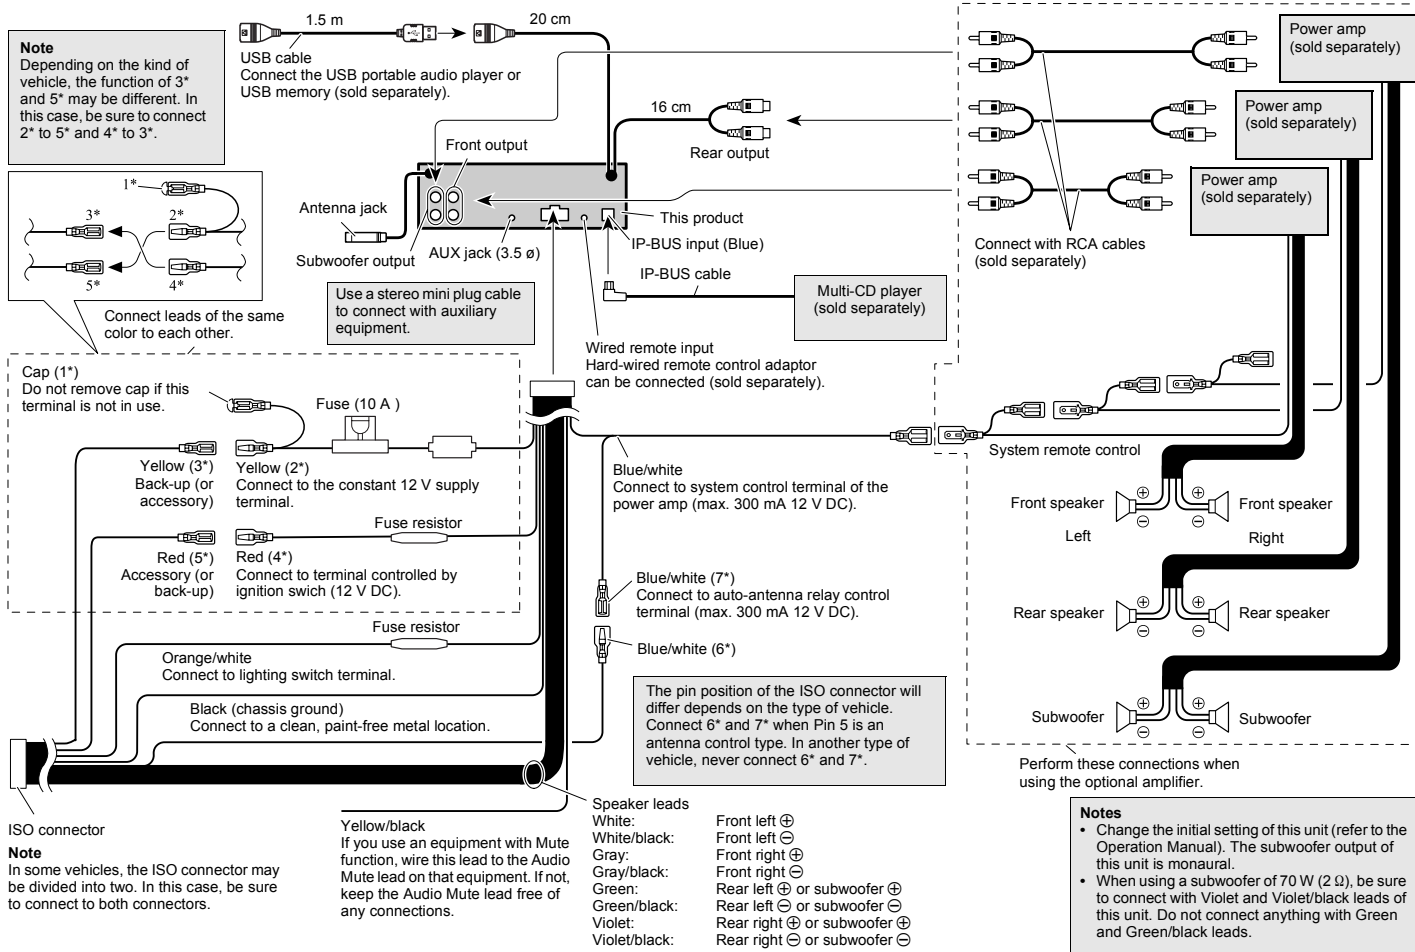 Note
Depending on the kind of
vehicle, the function of 3*
and 5* may be different. In
this case, be sure to connect
2* to 5* and 4* to 3*.
1.5 m
20 cm
USB cable
Connect the USB portable audio player or
USB memory (sold separately).
16 cm
Rear output
Front output
Power amp
(sold separately)
Power amp
(sold separately)
Power amp
(sold separately)
Connect with RCA cables
(sold separately)
1*
3*
2*
5*
4*
Connect leads of the same
color to each other.
Antenna jack
Subwoofer output
AUX jack (3.5 ø)
This product
IP-BUS input (Blue)
IP-BUS cable
Multi-CD player
(sold separately)
Use a stereo mini plug cable
to connect with auxiliary
equipment.
Wired remote input
Hard-wired remote control adaptor
can be connected (sold separately).
Cap (1*)
Do not remove cap if this
terminal is not in use.
Fuse (10 A )
Yellow (3*)
Back-up (or
accessory)
Yellow (2*)
Connect to the constant 12 V supply
terminal.
Fuse resistor
Red (5*)
Accessory (or
back-up)
Red (4*)
Connect to terminal controlled by
ignition swich (12 V DC).
Blue/white
Connect to system control terminal of the
power amp (max. 300 mA 12 V DC).
System remote control
Blue/white (7*)
Connect to auto-antenna relay control
terminal (max. 300 mA 12 V DC).
Blue/white (6*)
Fuse resistor
Orange/white
Connect to lighting switch terminal.
Black (chassis ground)
Connect to a clean, paint-free metal location.
The pin position of the ISO connector will
differ depends on the type of vehicle.
Connect 6* and 7* when Pin 5 is an
antenna control type. In another type of
vehicle, never connect 6* and 7*.
Front speaker
⊕
⊖
⊕
⊖
Front speaker
Left
Right
Rear speaker
⊕
⊖
⊕
⊖
Rear speaker
Subwoofer
⊕
⊖
⊕
⊖
Subwoofer
Perform these connections when
using the optional amplifier.
ISO connector
Note
In some vehicles, the ISO connector may
be divided into two. In this case, be sure
to connect to both connectors.
Yellow/black
If you use an equipment with Mute
function, wire this lead to the Audio
Mute lead on that equipment. If not,
keep the Audio Mute lead free of
any connections.
Speaker leads
White: Front left ⊕
White/black: Front left ⊖
Gray: Front right ⊕
Gray/black: Front right ⊖
Green: Rear left ⊕ or subwoofer ⊕
Green/black: Rear left ⊖ or subwoofer ⊖
Violet: Rear right ⊕ or subwoofer ⊕
Violet/black: Rear right ⊖ or subwoofer ⊖
Notes
• Change the initial setting of this unit (refer to the
Operation Manual). The subwoofer output of
this unit is monaural.
• When using a subwoofer of 70 W (2 Ω), be sure
to connect with Violet and Violet/black leads of
this unit. Do not connect anything with Green
and Green/black leads.